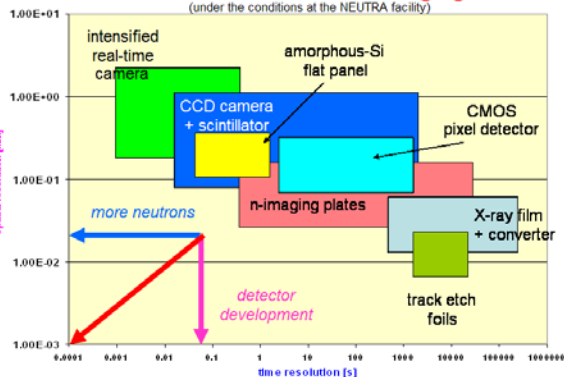 (under the conditions at the NEUTRA facility)
1.00E+01
1.00E+00
1.00E-01
1.00E-02
1.00E-03
intensified
real-time
camera
amorphous-Si
flat panel
CCD camera
+ scintillator
CMOS
pixel detector
n-imaging plates
more neutrons
X-ray film
+ converter
detector
development
track etch
foils
0.0001
0.001
0.01
0.1
1
10
100
1000
10000
100000
1000000
time resolution [s]